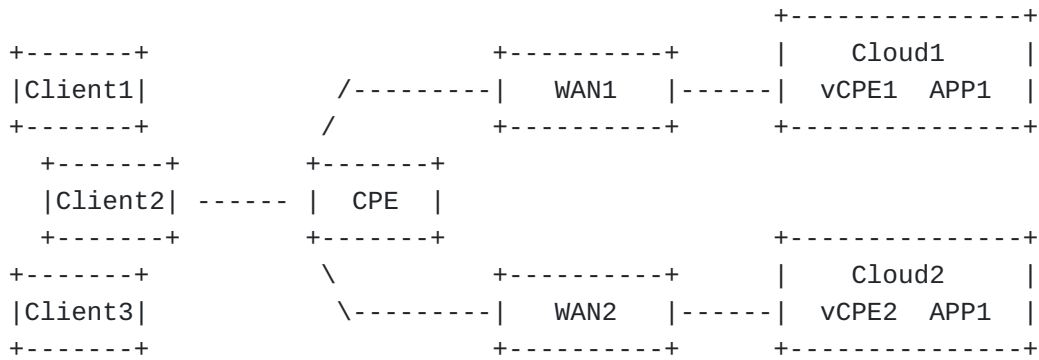 Cloud1
Client1 WAN1 vCPE1 APP1
Client2 CPE
Cloud2
Client3 WAN2 vCPE2 APP1